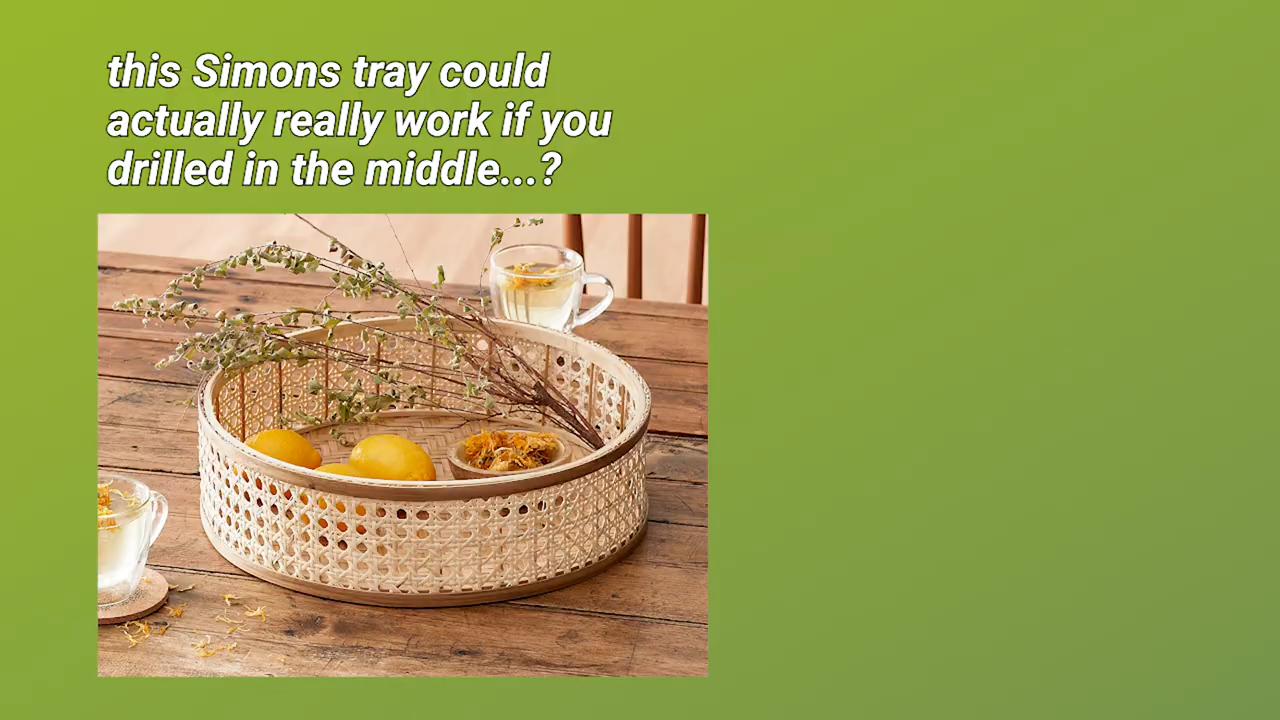 this Simons tray could
actually really work if you
drilled in the middle...?